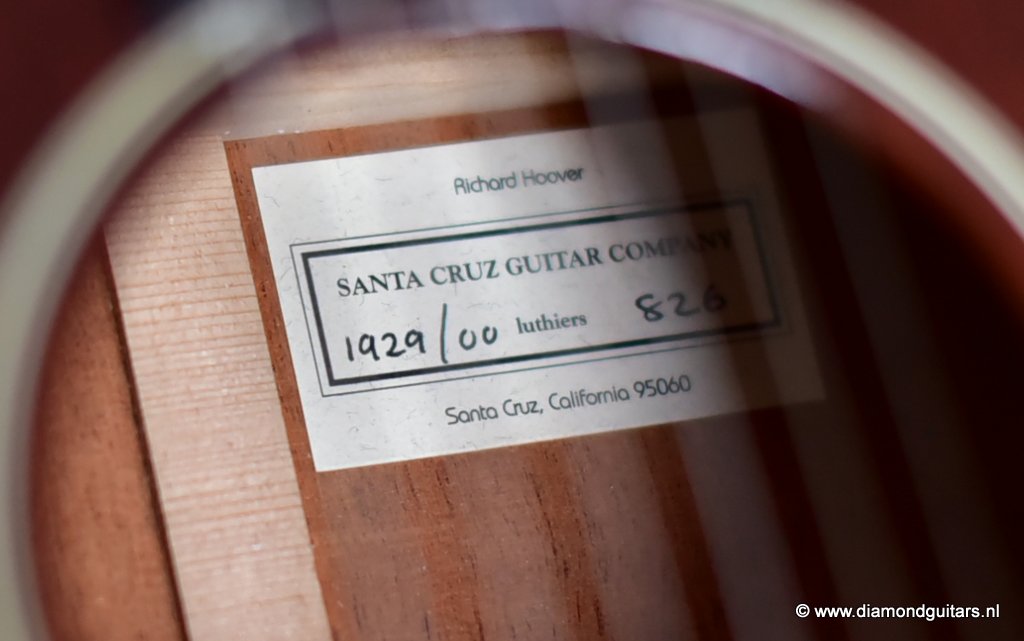 Richard Hoover
SANTA CRUZ GUITAR COMPANY
1929/00 luthiers 826
Santa Cruz, California 95060
© www.diamondguitars.nl